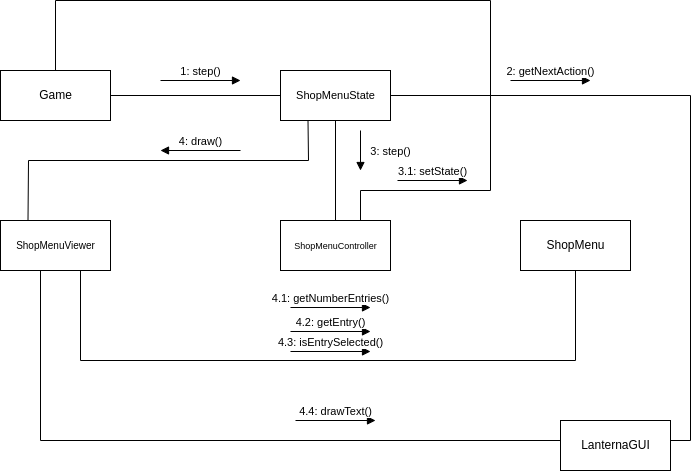 1: step()
2: getNextAction()
Game
ShopMenuState
4: draw()
3: step()
3.1: setState()
ShopMenuViewer
ShopMenuController
ShopMenu
4.1: getNumberEntries()
4.2: getEntry()
4.3: isEntrySelected()
4.4: drawText()
LanternaGUI